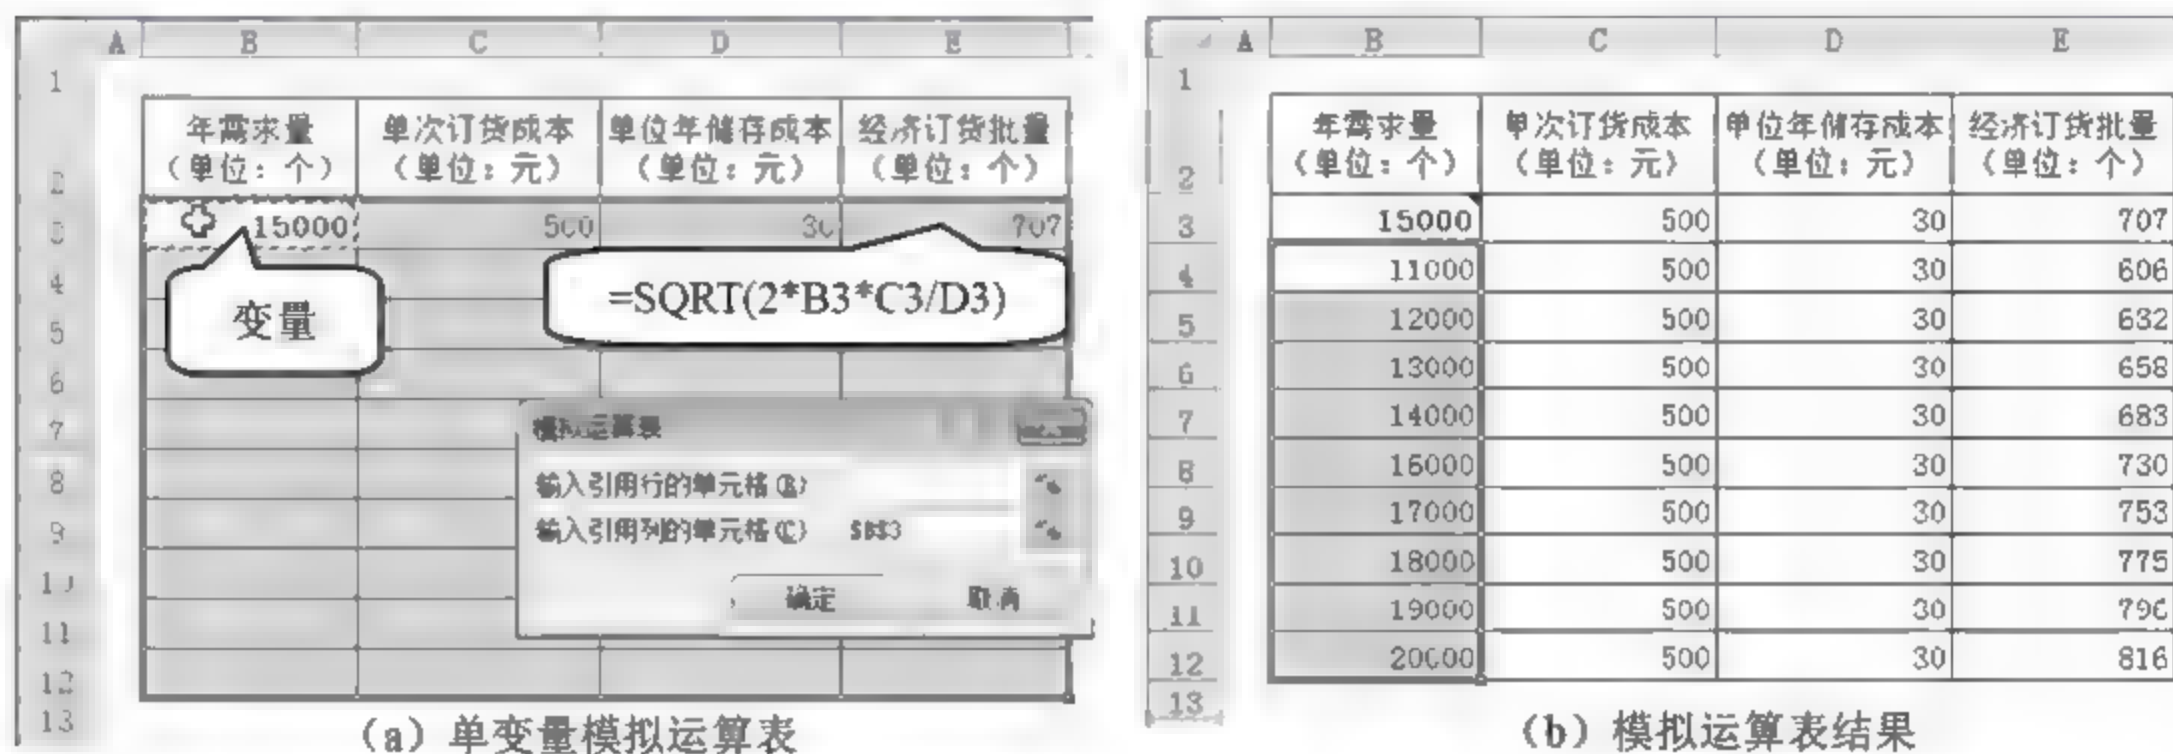 A B C D E
1
年需求量
（单位：个） 单次订货成本
（单位：元） 单位年储存成本
（单位：元） 经济订货批量
（单位：个）
2
3 15000 500 30 707
4
5
6
7
8
9
10
11
12
13
变量
=SQRT(2*B3*C3/D3)
模拟运算表
输入引用行的单元格(R)
输入引用列的单元格(C) $B$3
确定 取消
（a）单变量模拟运算表
A B C D E
1
年需求量
（单位：个） 单次订货成本
（单位：元） 单位年储存成本
（单位：元） 经济订货批量
（单位：个）
2
3 15000 500 30 707
4 11000 500 30 606
5 12000 500 30 632
6 13000 500 30 658
7 14000 500 30 683
8 16000 500 30 730
9 17000 500 30 753
10 18000 500 30 775
11 19000 500 30 796
12 20000 500 30 816
13
（b）模拟运算表结果